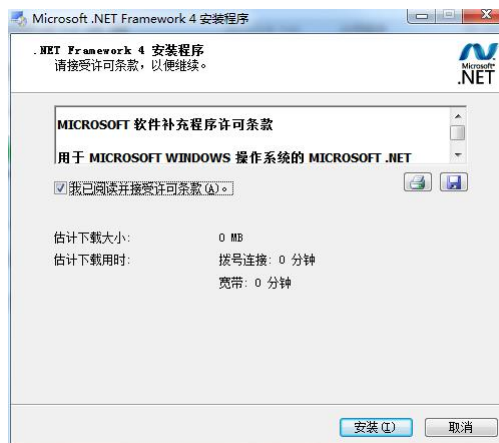 Microsoft .NET Framework 4 安装程序
.NET Framework 4 安装程序
请接受许可条款，以便继续。
Microsoft®
.NET
MICROSOFT 软件补充程序许可条款
用于 MICROSOFT WINDOWS 操作系统的 MICROSOFT .NET
我已阅读并接受许可条款(A)。
估计下载大小: 0 MB
估计下载用时: 拨号连接: 0 分钟
宽带: 0 分钟
安装(I) 取消